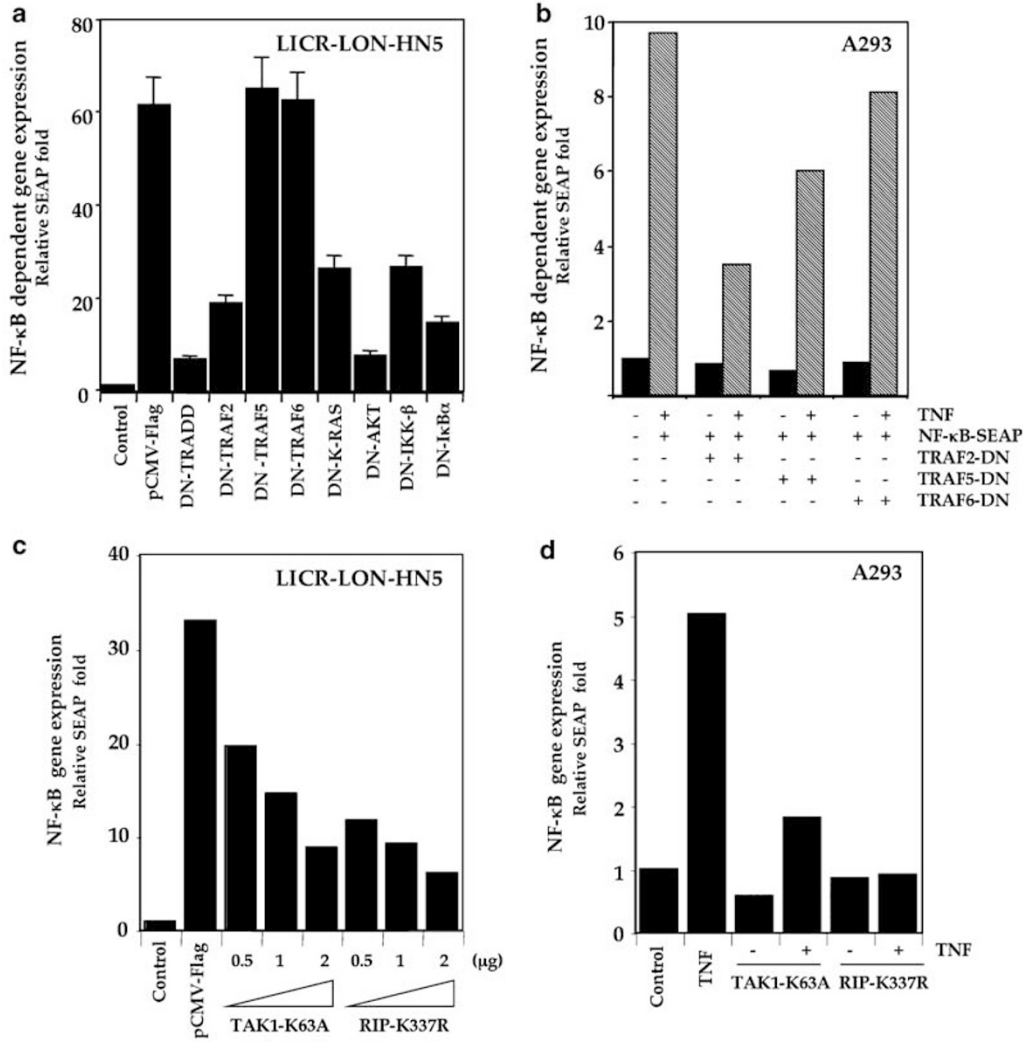 a
LICR-LON-HN5
NF-κB dependent gene expression
Relative SEAP fold
80
60
40
20
0
Control
pCMV-Flag
DN-TRADD
DN-TRAF2
DN -TRAF5
DN-TRAF6
DN-K-RAS
DN-AKT
DN-IKK-β
DN-IκBα
b
A293
NF-κB dependent gene expression
Relative SEAP fold
10
8
6
4
2
- + - + - + - + TNF
- + + + + + + + NF-κB-SEAP
- - + + - - - - TRAF2-DN
- - - - + + - - TRAF5-DN
- - - - - - + + TRAF6-DN
c
LICR-LON-HN5
NF-κB gene expression
Relative SEAP fold
40
30
20
10
0
Control
pCMV-Flag
0.5 1 2 0.5 1 2 (μg)
TAK1-K63A RIP-K337R
d
A293
NF-κB gene expression
Relative SEAP fold
6
5
4
3
2
1
0
Control
TNF
- + - + TNF
TAK1-K63A RIP-K337R